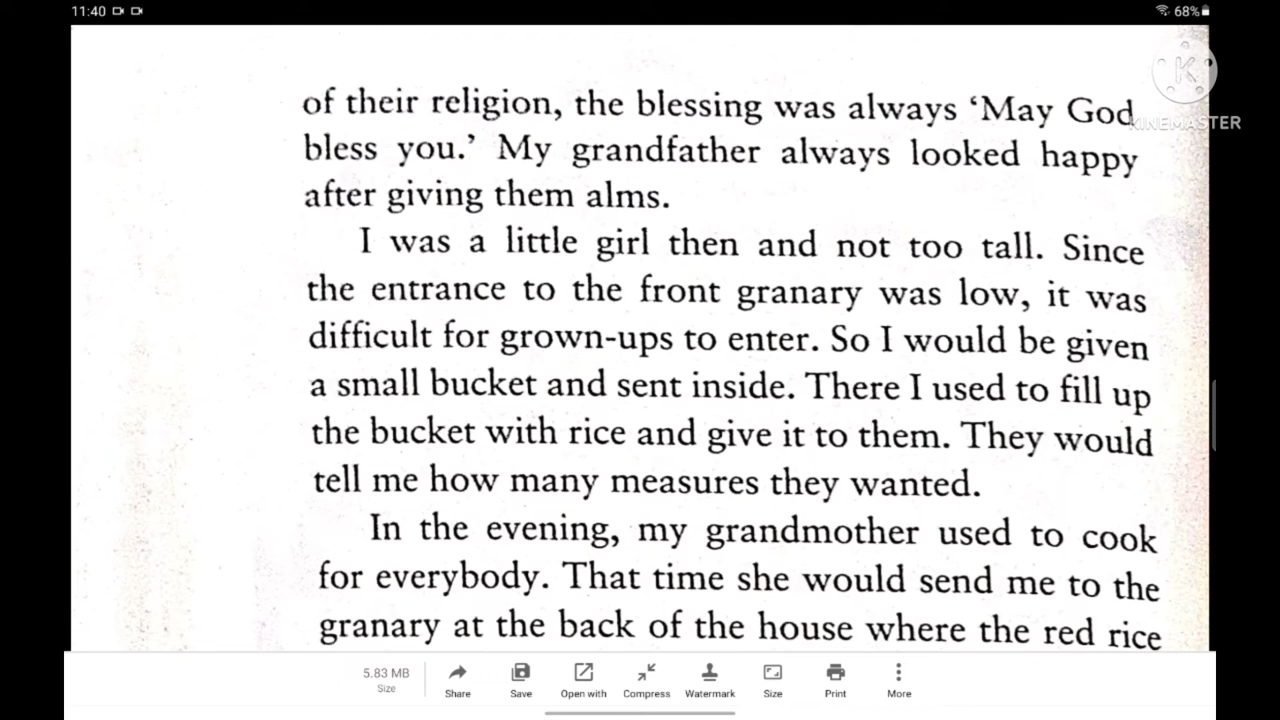 11:40 68%
KINEMASTER
of their religion, the blessing was always ‘May God
bless you.’ My grandfather always looked happy
after giving them alms.
I was a little girl then and not too tall. Since
the entrance to the front granary was low, it was
difficult for grown-ups to enter. So I would be given
a small bucket and sent inside. There I used to fill up
the bucket with rice and give it to them. They would
tell me how many measures they wanted.
In the evening, my grandmother used to cook
for everybody. That time she would send me to the
granary at the back of the house where the red rice
5.83 MB
Size
Share Save Open with Compress Watermark Size Print More